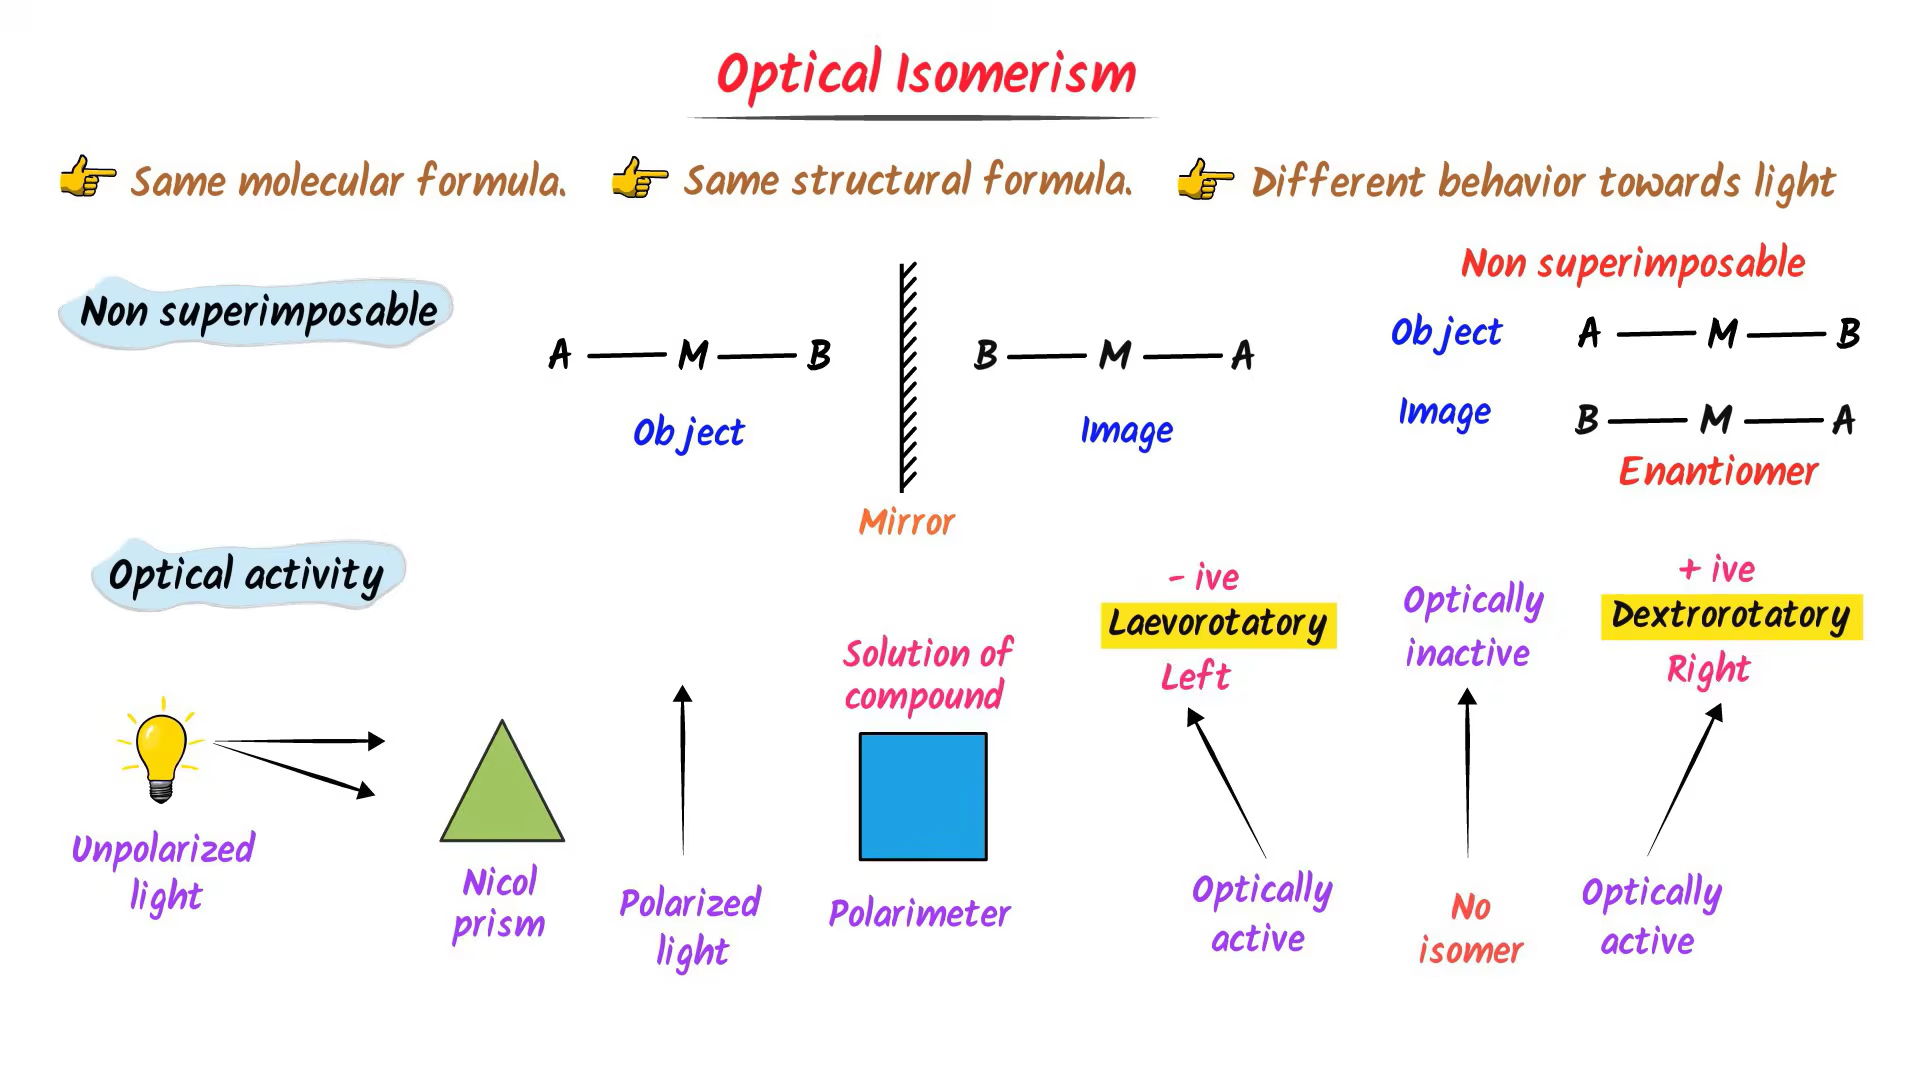 Optical Isomerism
Same molecular formula.
Same structural formula.
Different behavior towards light
Non superimposable
A — M — B
Object
Mirror
B — M — A
Image
Non superimposable
Object A — M — B
Image B — M — A
Enantiomer
Optical activity
Unpolarized
light
Nicol
prism
Polarized
light
Solution of
compound
Polarimeter
- ive
Laevorotatory
Left
Optically
active
Optically
inactive
No
isomer
+ ive
Dextrorotatory
Right
Optically
active